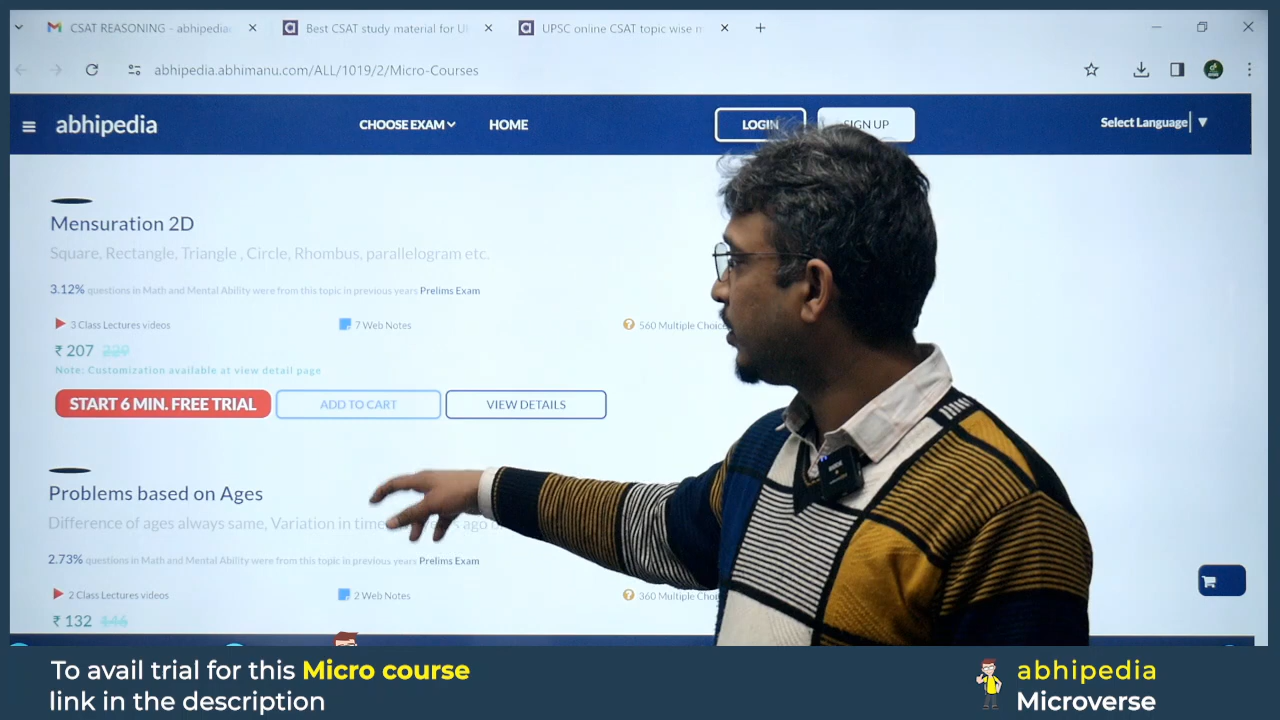 CSAT REASONING - abhipedia
Best CSAT study material for U
UPSC online CSAT topic wise m
abhipedia.abhimanu.com/ALL/1019/2/Micro-Courses
abhipedia
CHOOSE EXAM
HOME
LOGIN
SIGN UP
Select Language
Mensuration 2D
Square, Rectangle, Triangle , Circle, Rhombus, parallelogram etc.
3.12% questions in Math and Mental Ability were from this topic in previous years Prelims Exam
3 Class Lectures videos
7 Web Notes
560 Multiple Choice
₹ 207 229
Note: Customization available at view detail page
START 6 MIN. FREE TRIAL
ADD TO CART
VIEW DETAILS
Problems based on Ages
Difference of ages always same, Variation in time ago
2.73% questions in Math and Mental Ability were from this topic in previous years Prelims Exam
2 Class Lectures videos
2 Web Notes
360 Multiple
₹ 132 146
To avail trial for this Micro course
link in the description
abhipedia
Microverse